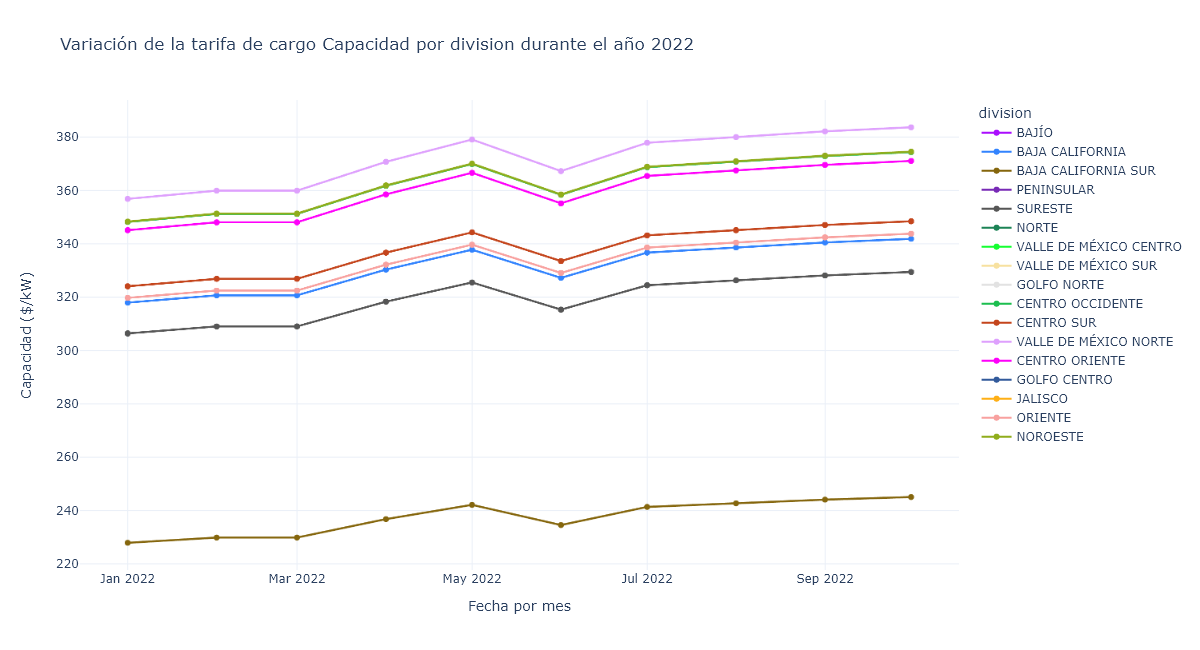 Variación de la tarifa de cargo Capacidad por division durante el año 2022
division
BAJÍO
BAJA CALIFORNIA
BAJA CALIFORNIA SUR
PENINSULAR
SURESTE
NORTE
VALLE DE MÉXICO CENTRO
VALLE DE MÉXICO SUR
GOLFO NORTE
CENTRO OCCIDENTE
CENTRO SUR
VALLE DE MÉXICO NORTE
CENTRO ORIENTE
GOLFO CENTRO
JALISCO
ORIENTE
NOROESTE
Capacidad ($/kW)
380
360
340
320
300
280
260
240
220
Jan 2022
Mar 2022
May 2022
Jul 2022
Sep 2022
Fecha por mes